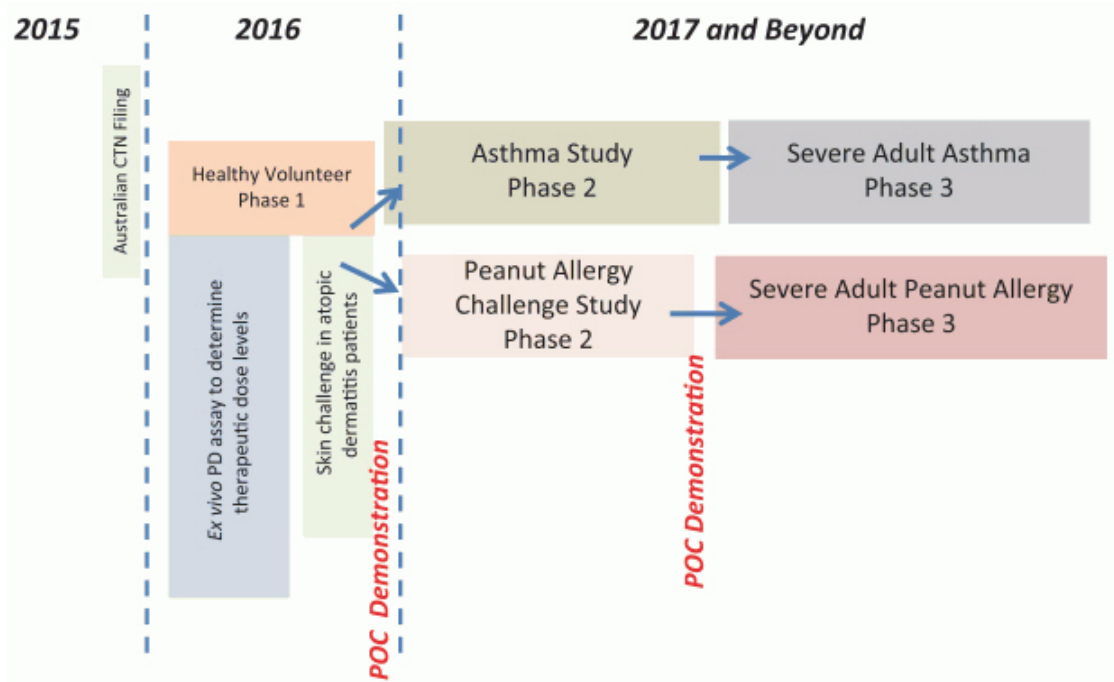 2015
2016
2017 and Beyond
Australian CTN Filing
Healthy Volunteer
Phase 1
Ex vivo PD assay to determine
therapeutic dose levels
Skin challenge in atopic
dermatitis patients
POC Demonstration
Asthma Study
Phase 2
Severe Adult Asthma
Phase 3
Peanut Allergy
Challenge Study
Phase 2
POC Demonstration
Severe Adult Peanut Allergy
Phase 3